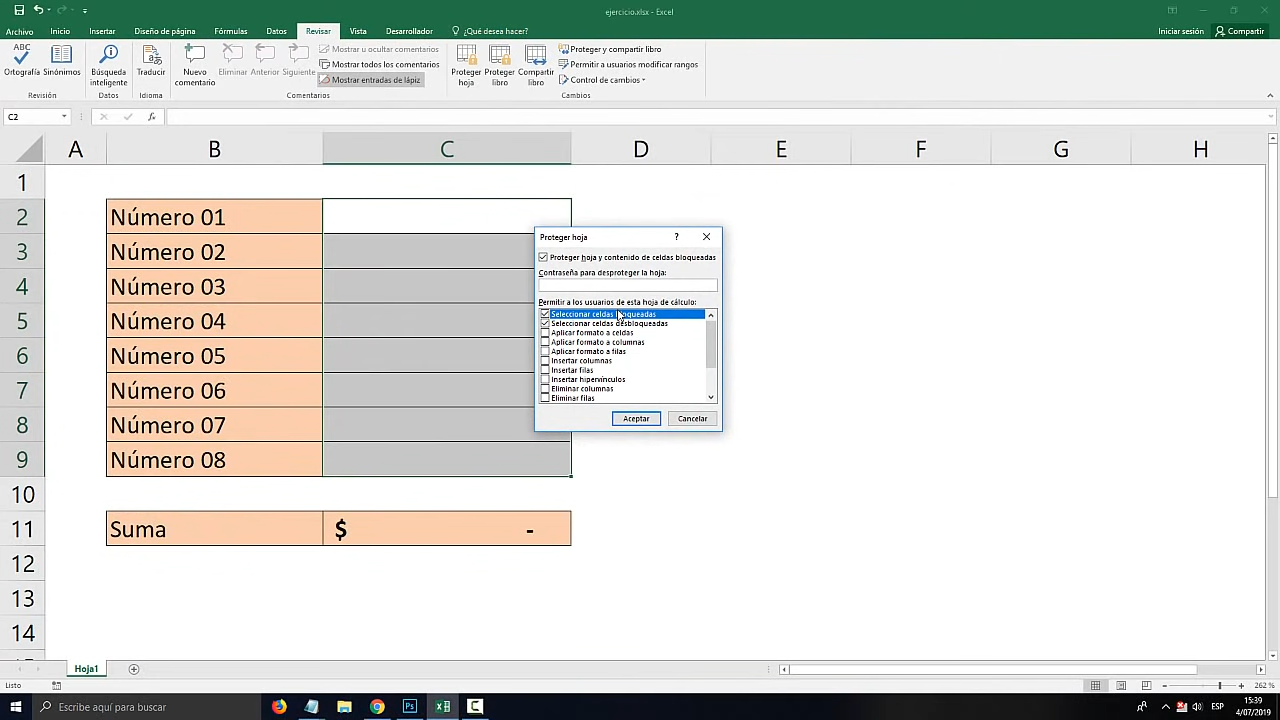 ejercicio.xlsx - Excel
Archivo Inicio Insertar Diseño de página Fórmulas Datos Revisar Vista Desarrollador ¿Qué desea hacer? Iniciar sesión Compartir
ABC
Ortografía Sinónimos Búsqueda inteligente Traducir Nuevo comentario Eliminar Anterior Siguiente
Mostrar u ocultar comentarios
Mostrar todos los comentarios
Mostrar entradas de lápiz
Proteger hoja Proteger libro Compartir libro
Proteger y compartir libro
Permitir a usuarios modificar rangos
Control de cambios
Revisión Datos Idioma Comentarios Cambios
C2 fx
A B C D E F G H
1
2 Número 01
3 Número 02
4 Número 03
5 Número 04
6 Número 05
7 Número 06
8 Número 07
9 Número 08
10
11 Suma $ -
12
13
14
Proteger hoja ?
Proteger hoja y contenido de celdas bloqueadas
Contraseña para desproteger la hoja:
Permitir a los usuarios de esta hoja de cálculo:
Seleccionar celdas bloqueadas
Seleccionar celdas desbloqueadas
Aplicar formato a celdas
Aplicar formato a columnas
Aplicar formato a filas
Insertar columnas
Insertar filas
Insertar hipervínculos
Eliminar columnas
Eliminar filas
Aceptar Cancelar
Hoja1
Listo 262 %
Escribe aquí para buscar Ps ESP 15:39
4/07/2019